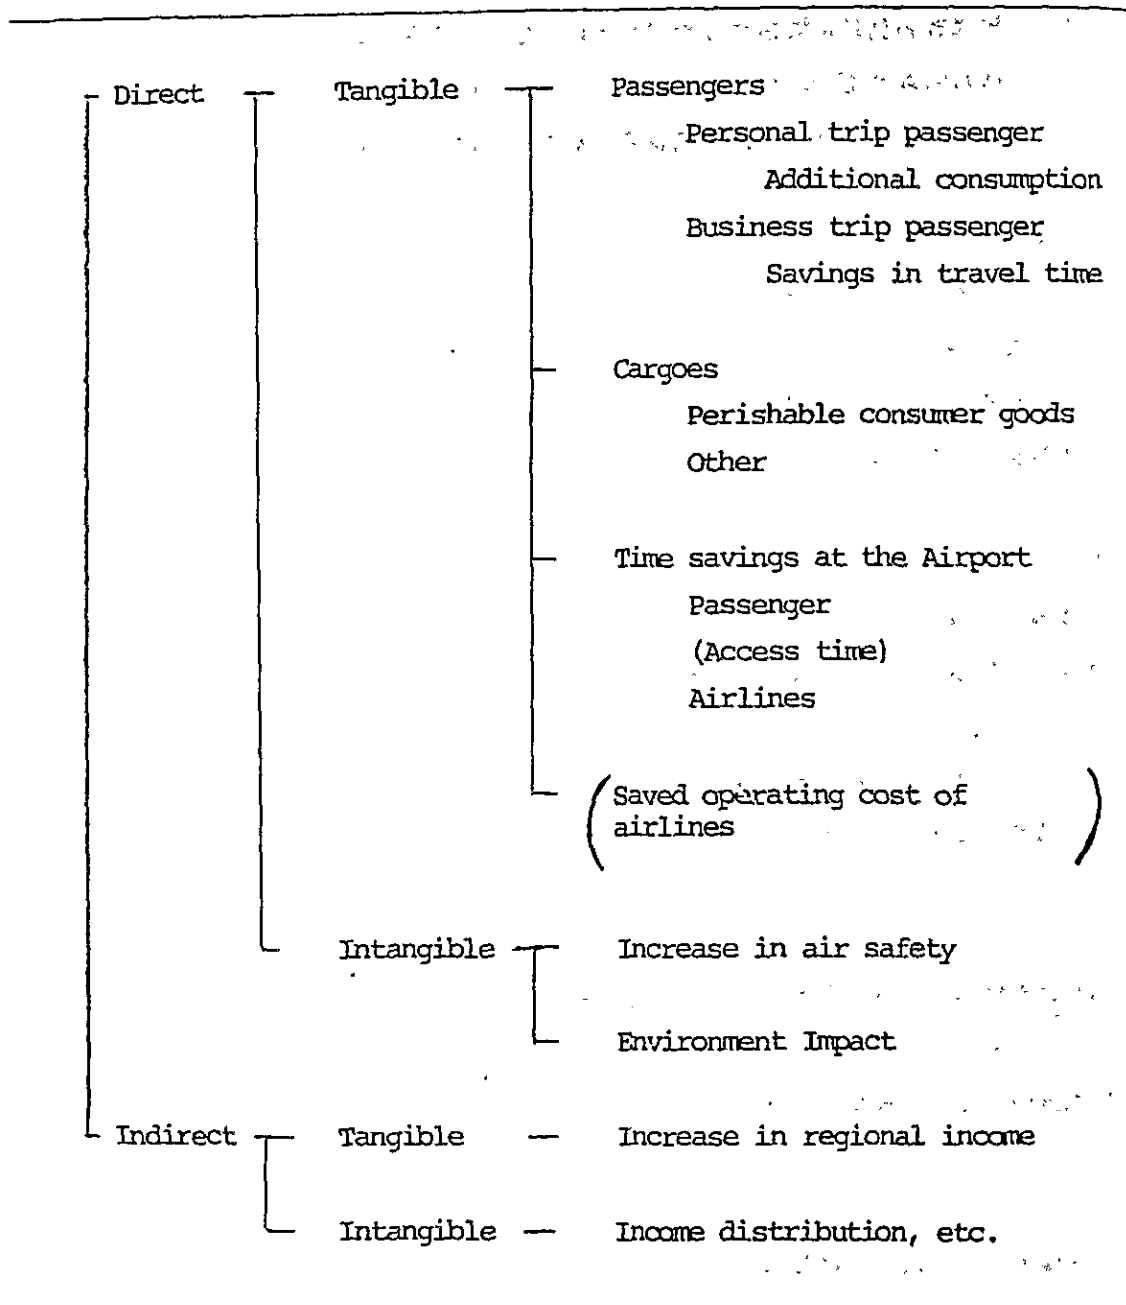 Direct Tangible Passengers
Personal trip passenger
Additional consumption
Business trip passenger
Savings in travel time
Cargoes
Perishable consumer goods
Other
Time savings at the Airport
Passenger
(Access time)
Airlines
(Saved operating cost of
airlines)
Intangible Increase in air safety
Environment Impact
Indirect Tangible — Increase in regional income
Intangible — Income distribution, etc.